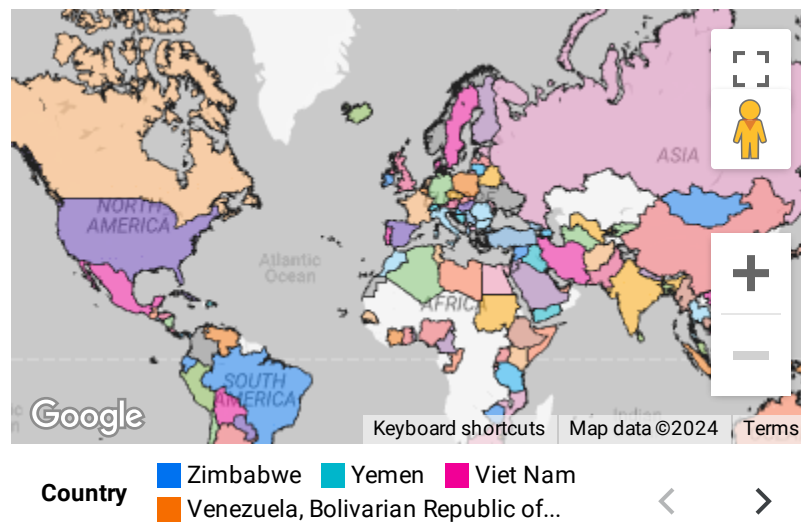 ASIA
NORTH
AMERICA
Atlantic
Ocean
AFRICA
SOUTH
AMERICA
Google
Indian
Keyboard shortcuts
Map data ©2024
Terms
Country
Zimbabwe
Yemen
Viet Nam
Venezuela, Bolivarian Republic of...